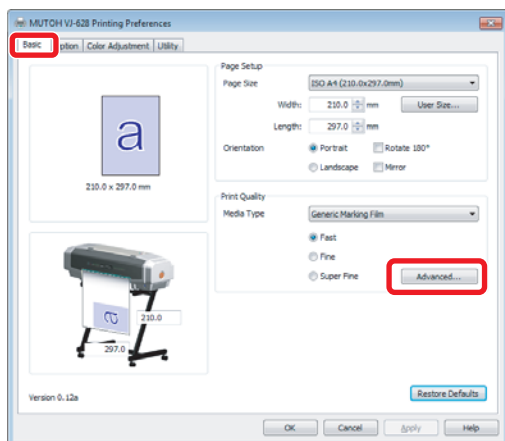 MUTOH VJ-628 Printing Preferences
Basic ption Color Adjustment Utility
Page Setup
Page Size ISO A4 (210.0x297.0mm)
Width: 210.0 mm User Size...
Length: 297.0 mm
Orientation Portrait Rotate 180°
Landscape Mirror
a
210.0 x 297.0 mm
Print Quality
Media Type Generic Marking Film
Fast
Fine
Super Fine Advanced...
a
210.0
297.0
Version 0.12a
Restore Defaults
OK Cancel Apply Help